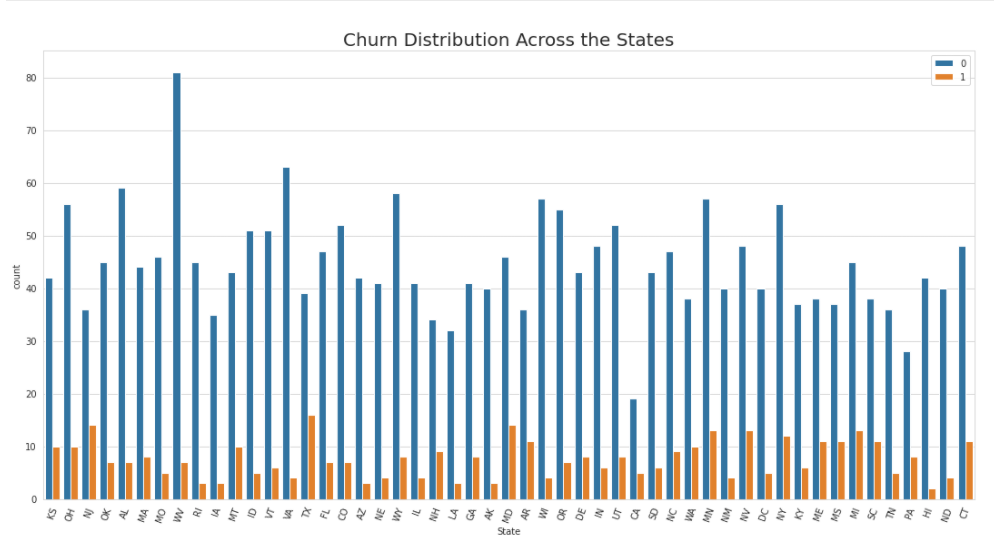 Churn Distribution Across the States
0
1
80
70
60
50
40
30
20
10
0
count
KS OH NJ OK AL MA MO WV RI IA MT ID VT VA TX FL CO AZ NE WY IL NH LA GA AK MD AR WI OR DE IN UT CA SD NC WA MN NM NV DC NY KY ME MS MI SC TN PA HI ND CT
State